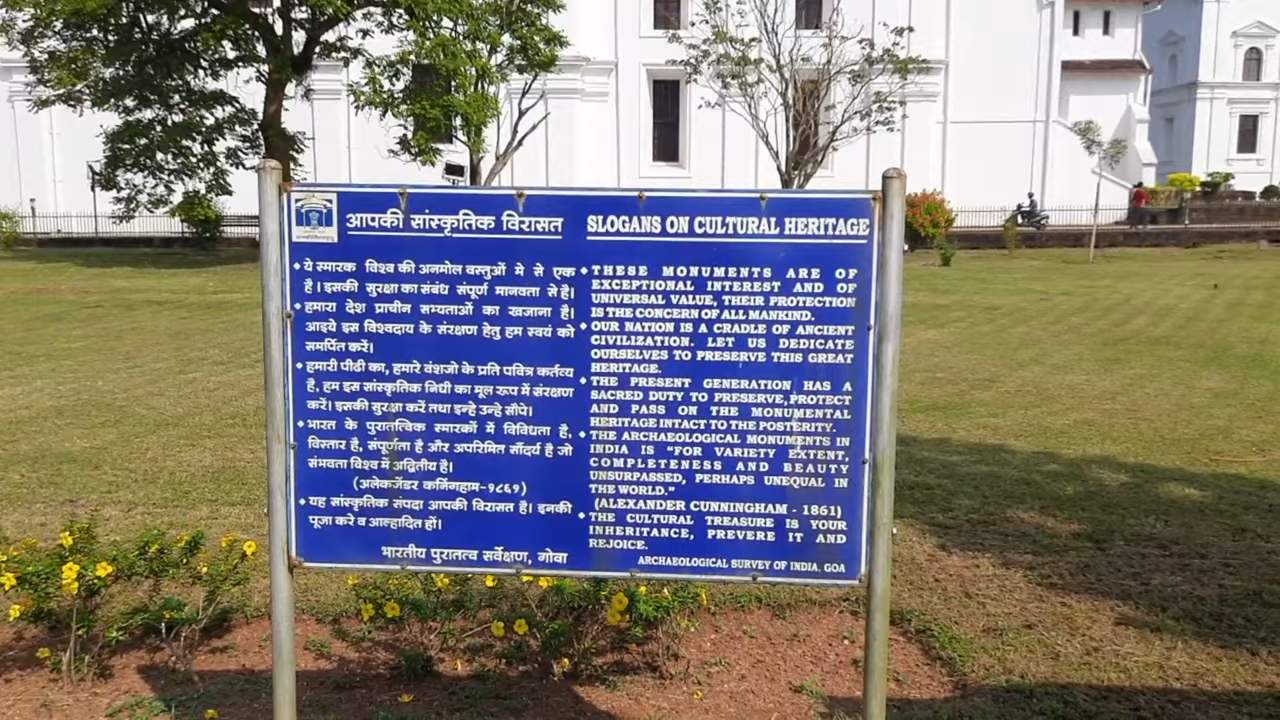 आपकी सांस्कृतिक विरासत
ये स्मारक विश्व की अनमोल वस्तुओं मे से एक
है। इसकी सुरक्षा का संबंध संपूर्ण मानवता से है।
हमारा देश प्राचीन सभ्यताओं का खजाना है।
आइये इस विश्वदाय के संरक्षण हेतु हम स्वयं को
समर्पित करें।
हमारी पीढी का, हमारे वंशजो के प्रति पवित्र कर्तव्य
है, हम इस सांस्कृतिक निधी का मूल रूप में संरक्षण
करें। इसकी सुरक्षा करें तथा इन्हे उन्हे सौपे।
भारत के पुरातत्विक स्मारकों में विविधता है,
विस्तार है, संपूर्णता है और अपरिमित सौंदर्य है जो
संभवता विश्व में अद्वितीय है।
(अलेकजेंडर कनिंगहाम-१८६१)
यह सांस्कृतिक संपदा आपकी विरासत है। इनकी
पूजा करे व आल्हादित हों।
भारतीय पुरातत्व सर्वेक्षण, गोवा
SLOGANS ON CULTURAL HERITAGE
THESE MONUMENTS ARE OF
EXCEPTIONAL INTEREST AND OF
UNIVERSAL VALUE, THEIR PROTECTION
IS THE CONCERN OF ALL MANKIND.
OUR NATION IS A CRADLE OF ANCIENT
CIVILIZATION. LET US DEDICATE
OURSELVES TO PRESERVE THIS GREAT
HERITAGE.
THE PRESENT GENERATION HAS A
SACRED DUTY TO PRESERVE, PROTECT
AND PASS ON THE MONUMENTAL
HERITAGE INTACT TO THE POSTERITY.
THE ARCHAEOLOGICAL MONUMENTS IN
INDIA IS "FOR VARIETY EXTENT,
COMPLETENESS AND BEAUTY
UNSURPASSED, PERHAPS UNEQUAL IN
THE WORLD."
(ALEXANDER CUNNINGHAM - 1861)
THE CULTURAL TREASURE IS YOUR
INHERITANCE, PREVERE IT AND
REJOICE.
ARCHAEOLOGICAL SURVEY OF INDIA, GOA